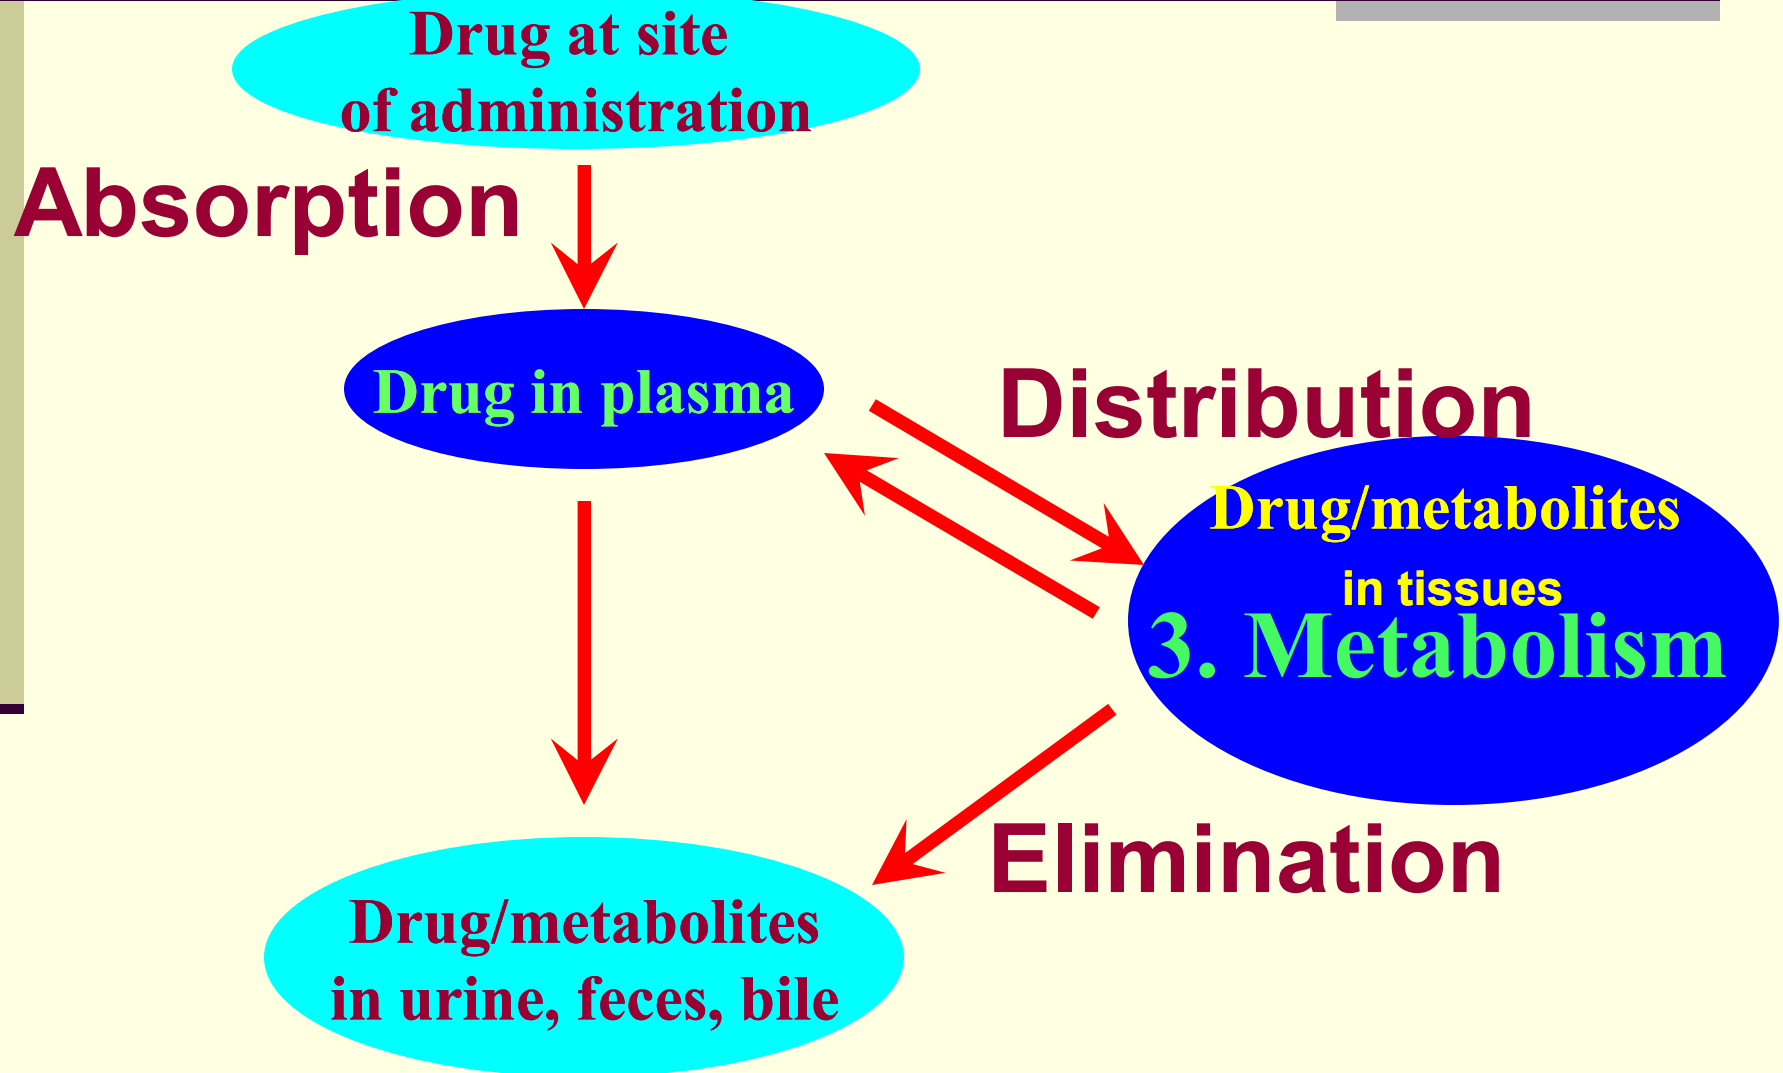 Drug at site
of administration
Absorption
Drug in plasma
Distribution
Drug/metabolites
in tissues
3. Metabolism
Elimination
Drug/metabolites
in urine, feces, bile